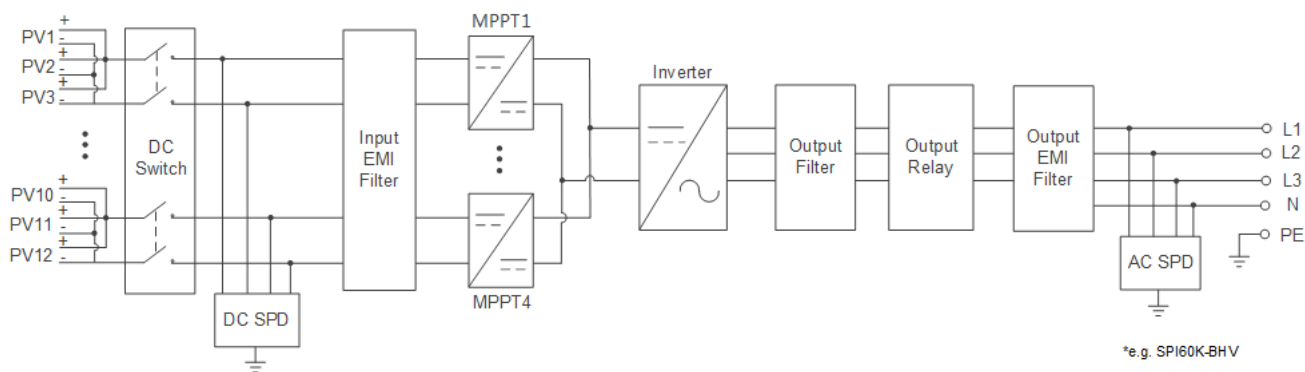 +
PV1
-
+
PV2
-
+
PV3
-
DC
Switch
+
PV10
-
+
PV11
-
+
PV12
-
DC SPD
Input
EMI
Filter
MPPT1
MPPT4
Inverter
Output
Filter
Output
Relay
Output
EMI
Filter
L1
L2
L3
N
PE
AC SPD
*e.g. SPI60K-BHV